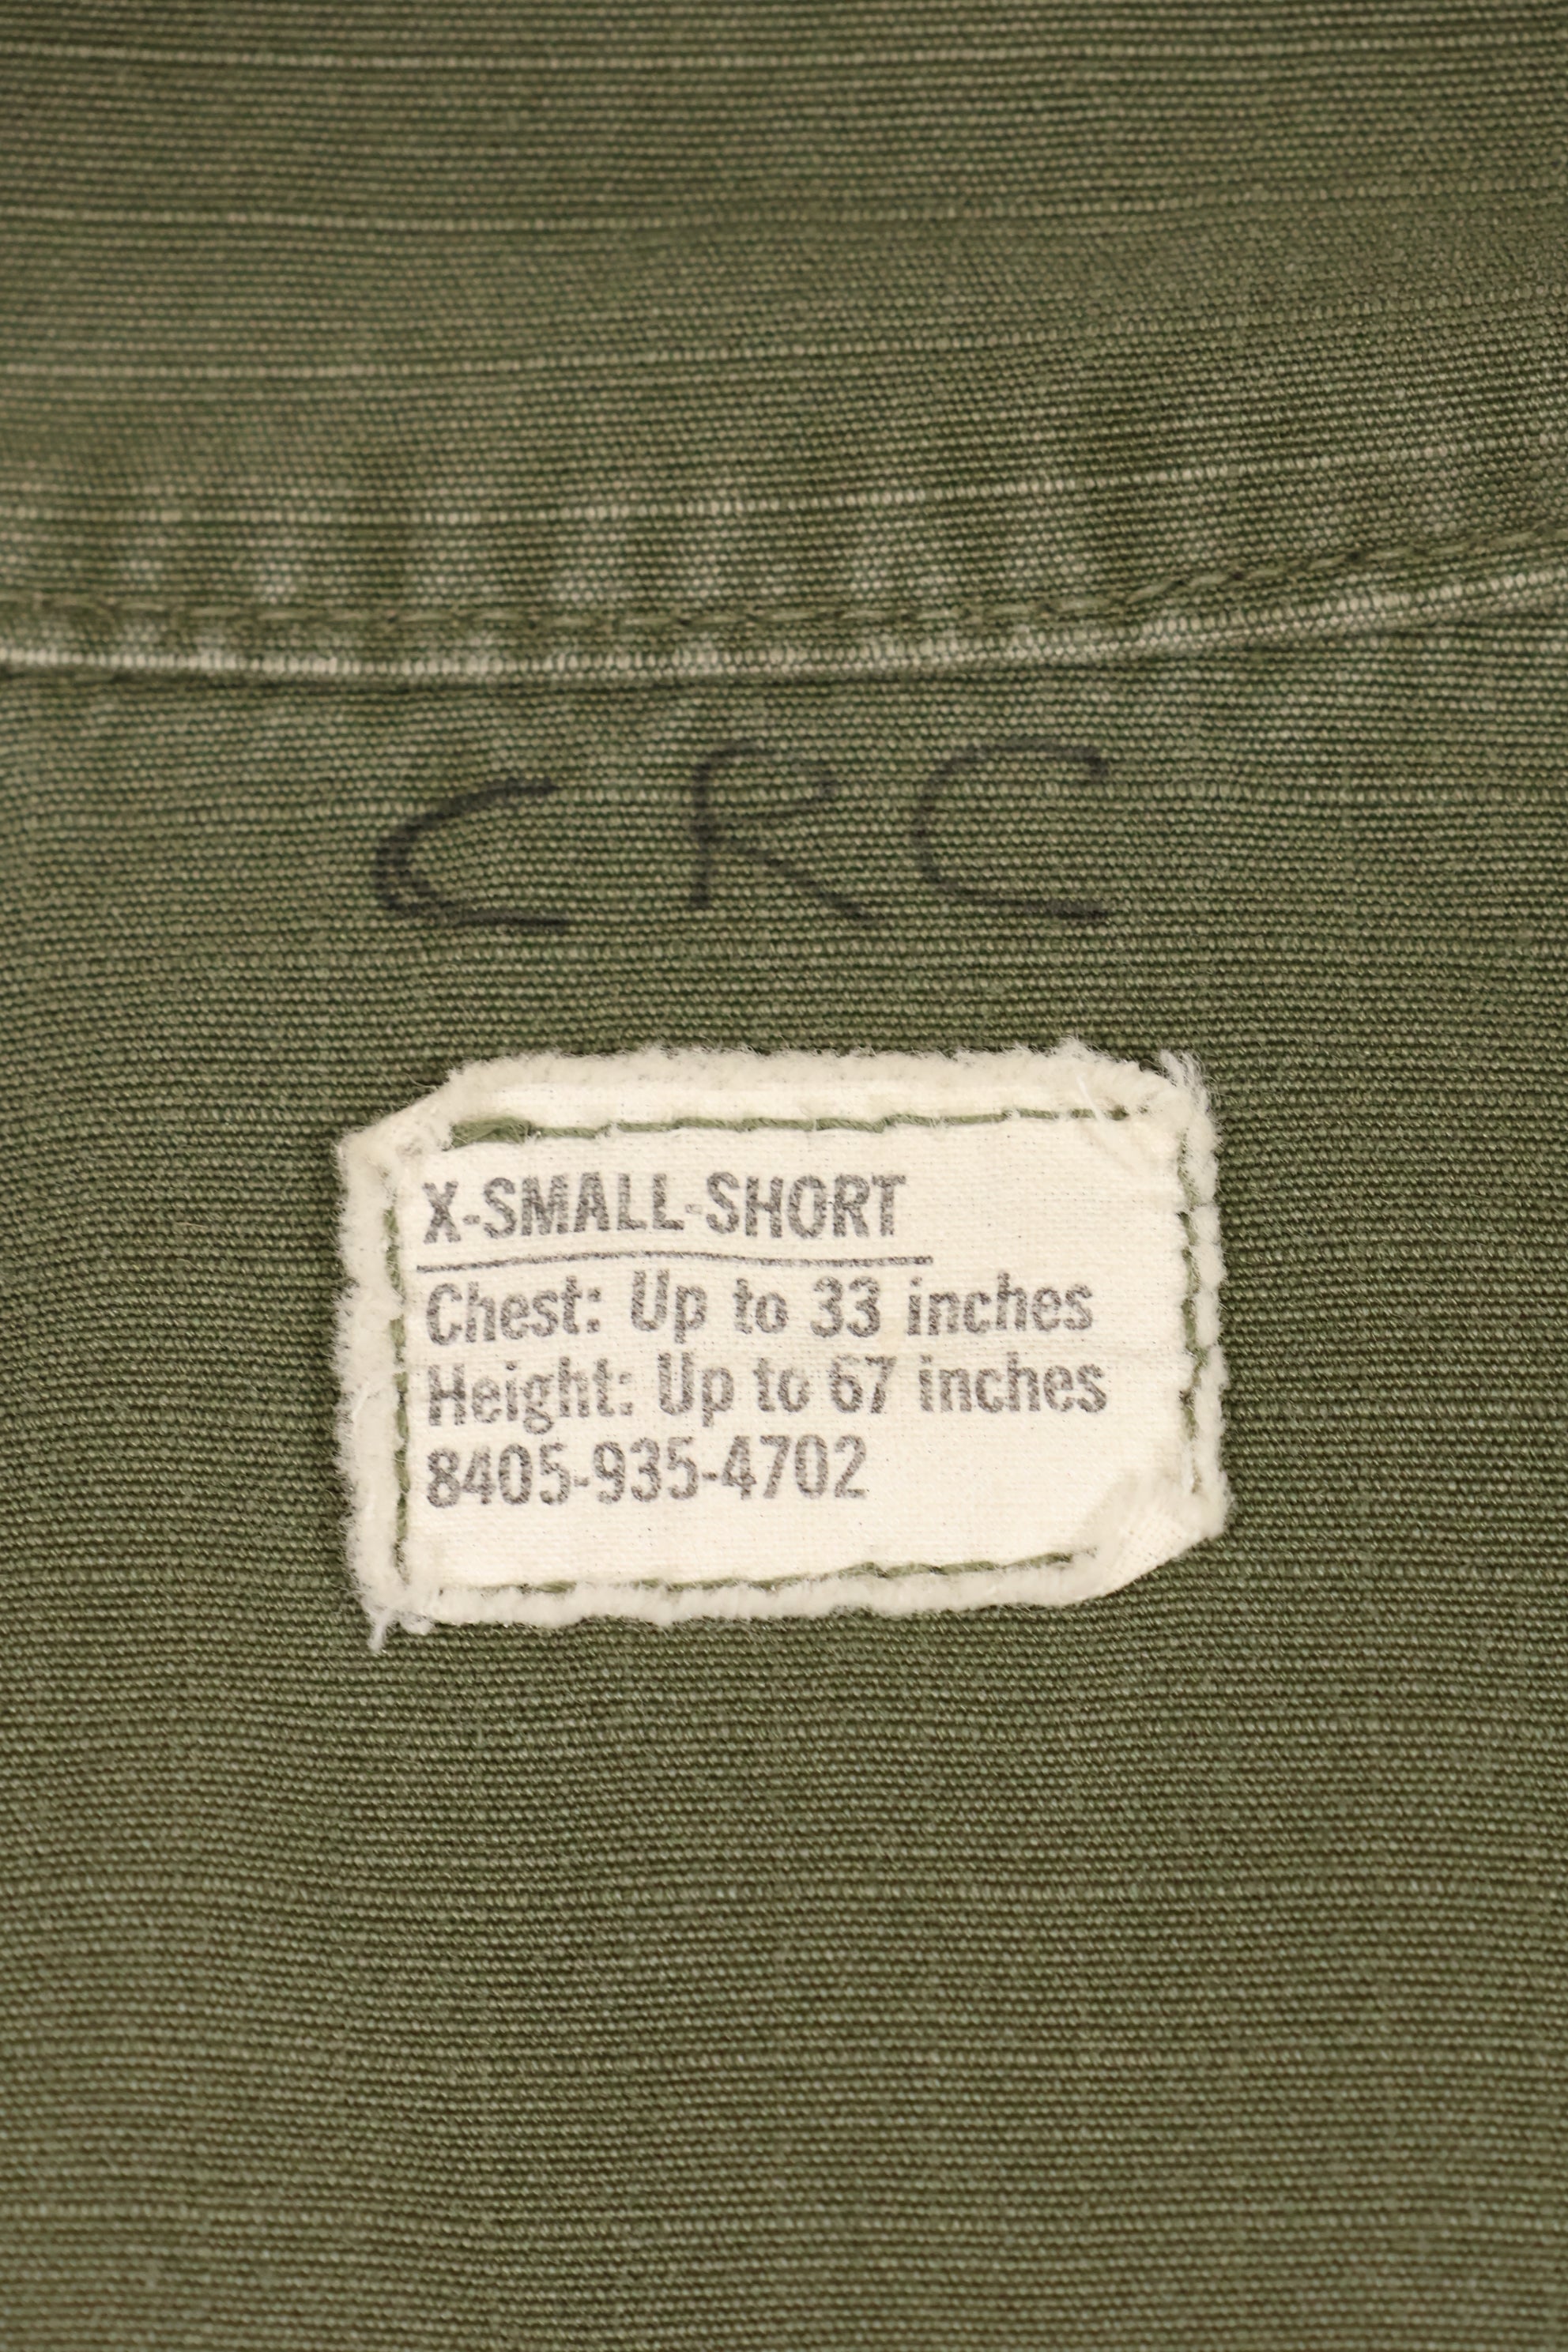 CRC
X-SMALL-SHORT
Chest: Up to 33 inches
Height: Up to 67 inches
8405-935-4702